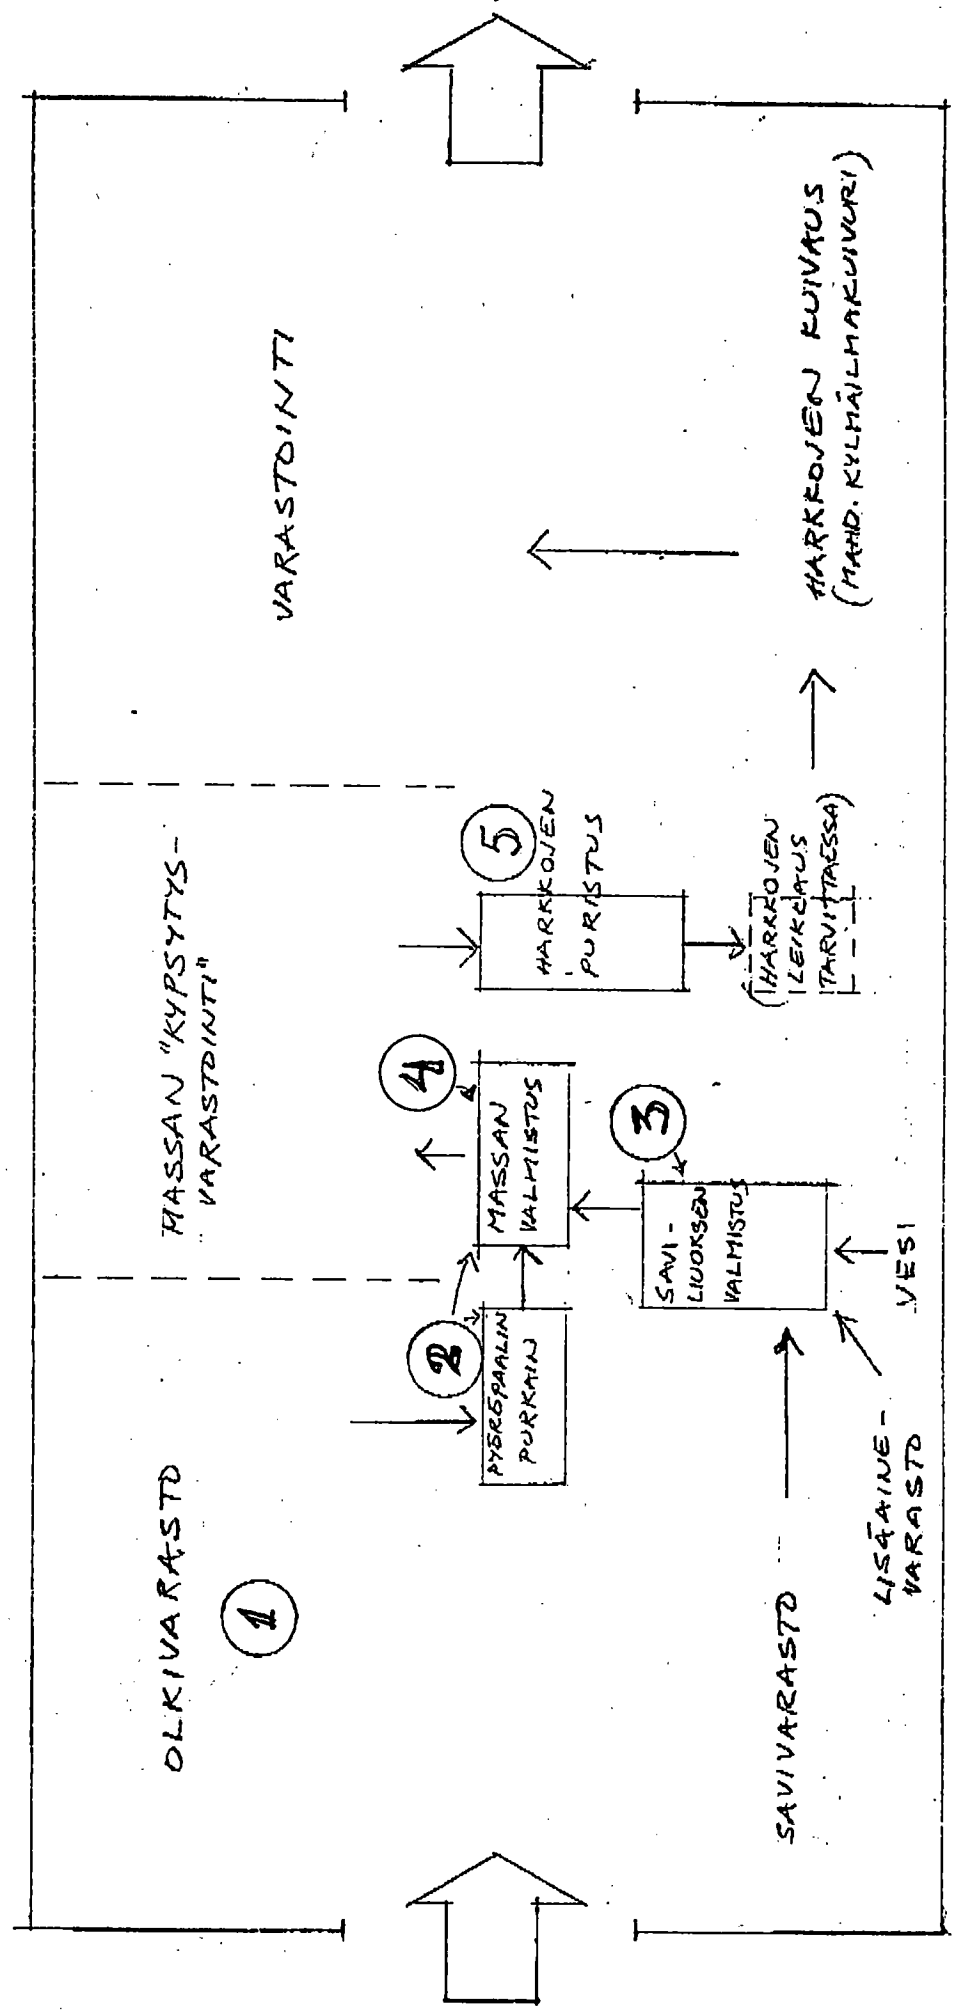 OLKIVARASTO
1
MASSAN "KYPSYTYS-
VARASTOINTI"
VARASTOINTI
2
PYÖRÖPAALIN
PURKAIN
4
MASSAN
VALMISTUS
3
SAVI-
LIUOKSEN
VALMISTUS
5
HARKKOJEN
PURISTUS
(HARKKOJEN
LEIKKAUS
TARVITTAESSA)
SAVIVARASTO
LISÄAINE-
VARASTO
VESI
HARKKOJEN KUIVAUS
(MAHD. KYLMÄILMAKUIVURI)